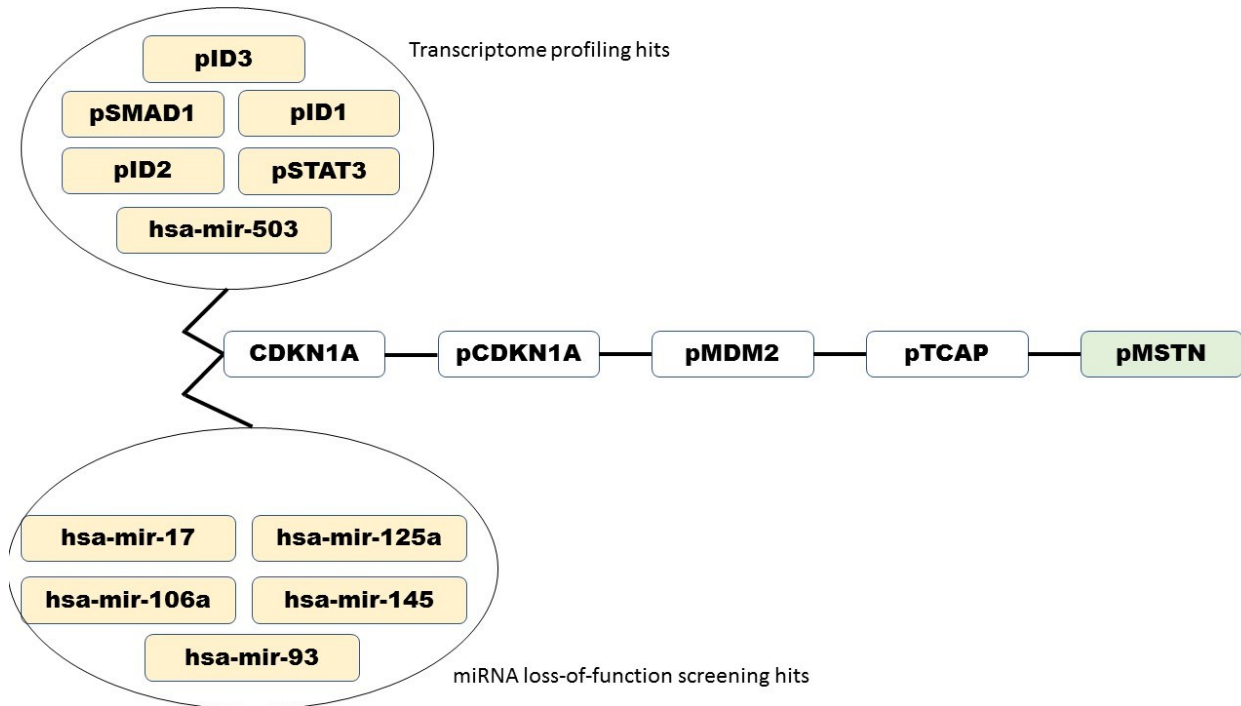 pID3
Transcriptome profiling hits
pSMAD1 pID1
pID2 pSTAT3
hsa-mir-503
CDKN1A pCDKN1A pMDM2 pTCAP pMSTN
hsa-mir-17 hsa-mir-125a
hsa-mir-106a hsa-mir-145
hsa-mir-93
miRNA loss-of-function screening hits